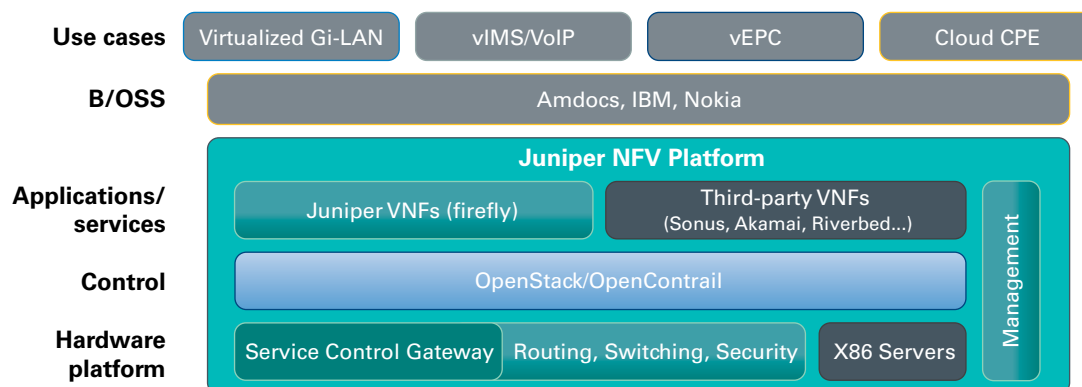 Use cases
Virtualized Gi-LAN
vIMS/VoIP
vEPC
Cloud CPE
B/OSS
Amdocs, IBM, Nokia
Juniper NFV Platform
Applications/
services
Juniper VNFs (firefly)
Third-party VNFs
(Sonus, Akamai, Riverbed...)
Management
Control
OpenStack/OpenContrail
Hardware
platform
Service Control Gateway
Routing, Switching, Security
X86 Servers